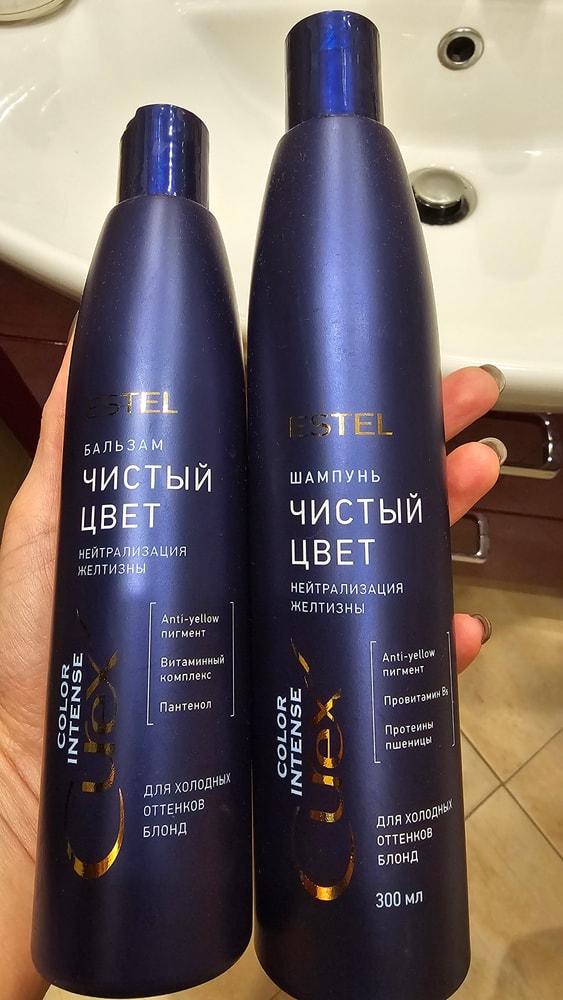 ESTEL
БАЛЬЗАМ
ЧИСТЫЙ
ЦВЕТ
НЕЙТРАЛИЗАЦИЯ
ЖЕЛТИЗНЫ
Anti-yellow
пигмент
Витаминный
комплекс
Пантенол
COLOR
INTENSE
Curex
ДЛЯ ХОЛОДНЫХ
ОТТЕНКОВ
БЛОНД
ESTEL
ШАМПУНЬ
ЧИСТЫЙ
ЦВЕТ
НЕЙТРАЛИЗАЦИЯ
ЖЕЛТИЗНЫ
Anti-yellow
пигмент
Провитамин B₅
Протеины
пшеницы
COLOR
INTENSE
Curex
ДЛЯ ХОЛОДНЫХ
ОТТЕНКОВ
БЛОНД
300 мл